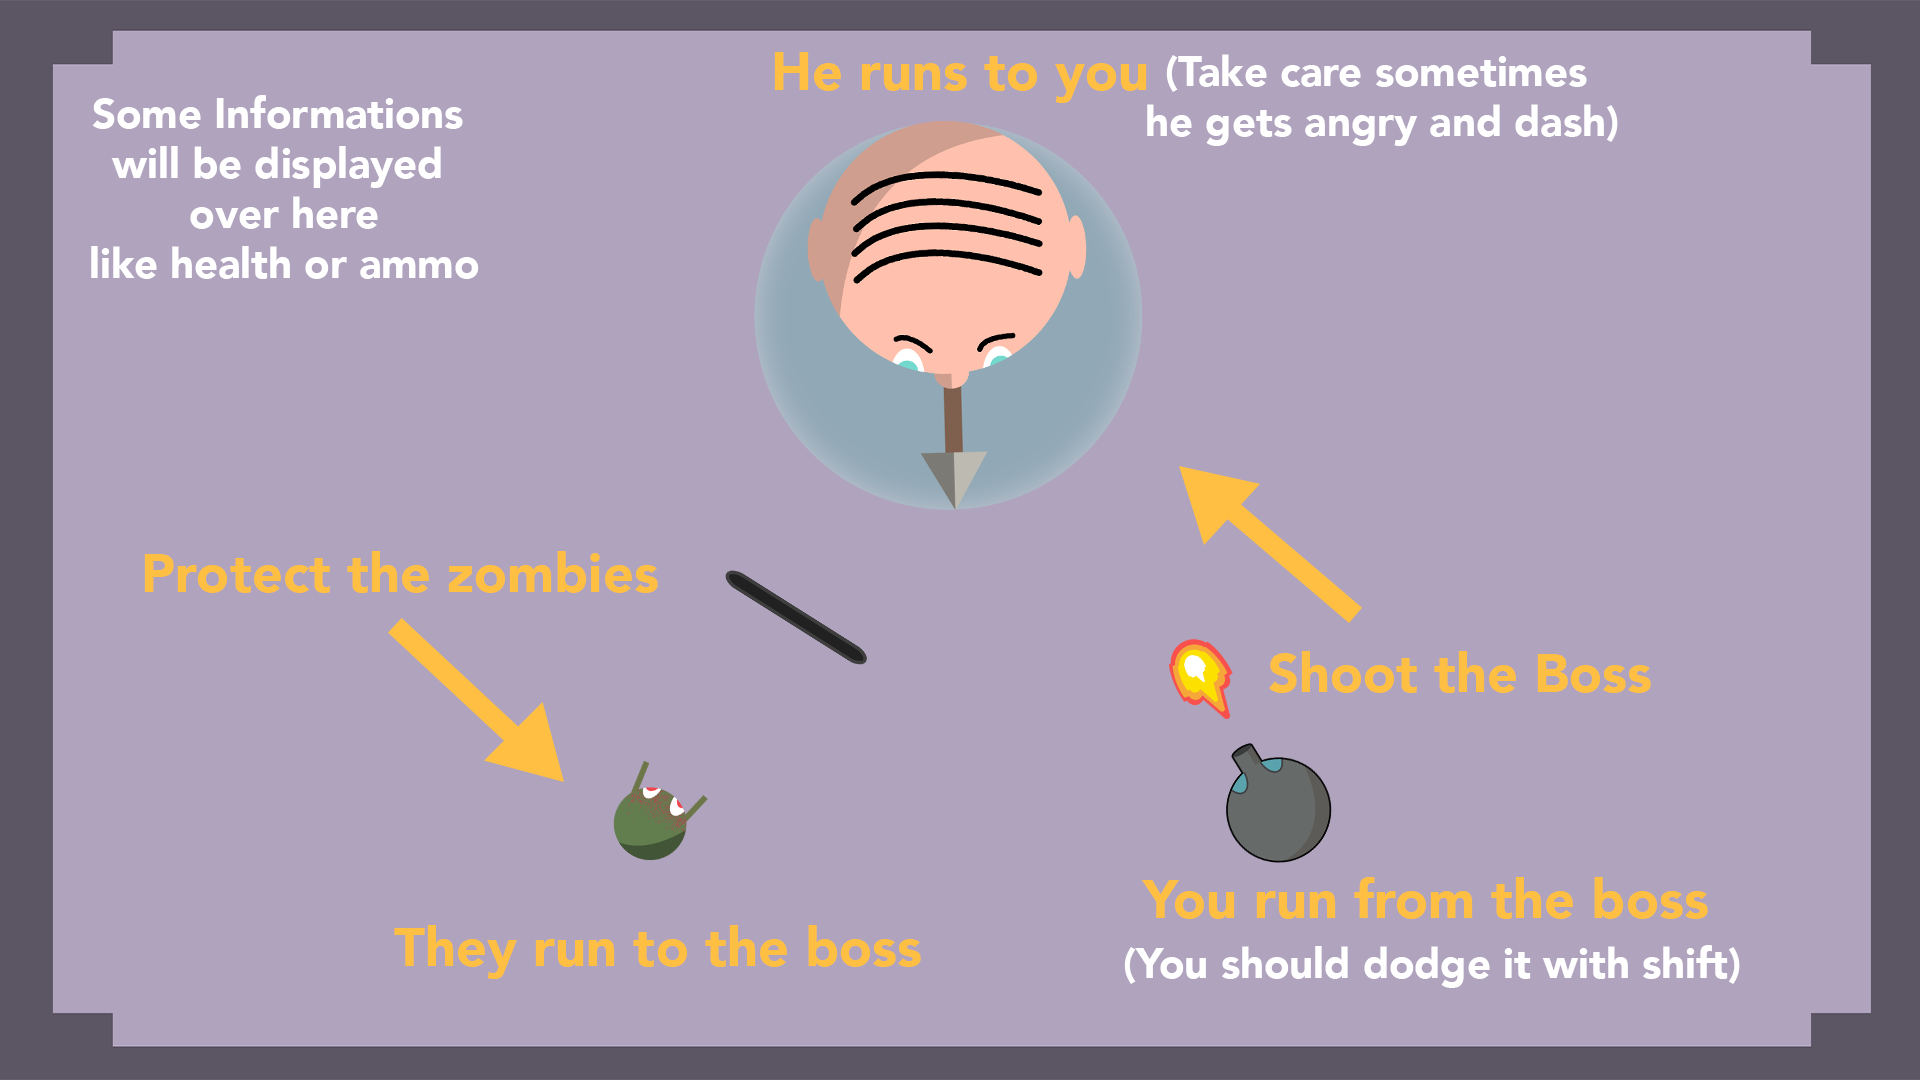 He runs to you (Take care sometimes
he gets angry and dash)
Some Informations
will be displayed
over here
like health or ammo
Protect the zombies
Shoot the Boss
They run to the boss
You run from the boss
(You should dodge it with shift)